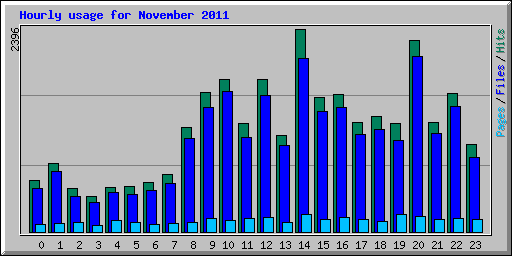 Hourly usage for November 2011
2396
Pages/Files/Hits
0 1 2 3 4 5 6 7 8 9 10 11 12 13 14 15 16 17 18 19 20 21 22 23